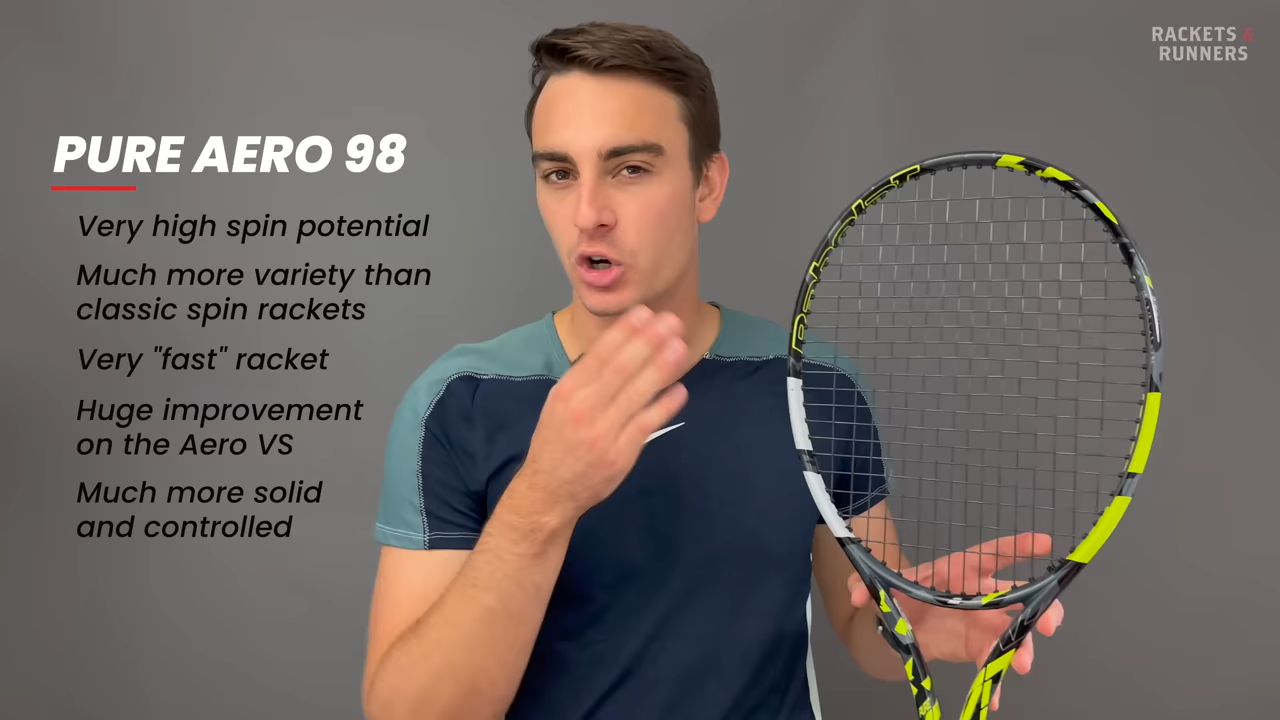 RACKETS &
RUNNERS
PURE AERO 98
Very high spin potential
Much more variety than
classic spin rackets
Very "fast" racket
Huge improvement
on the Aero VS
Much more solid
and controlled
Babolat